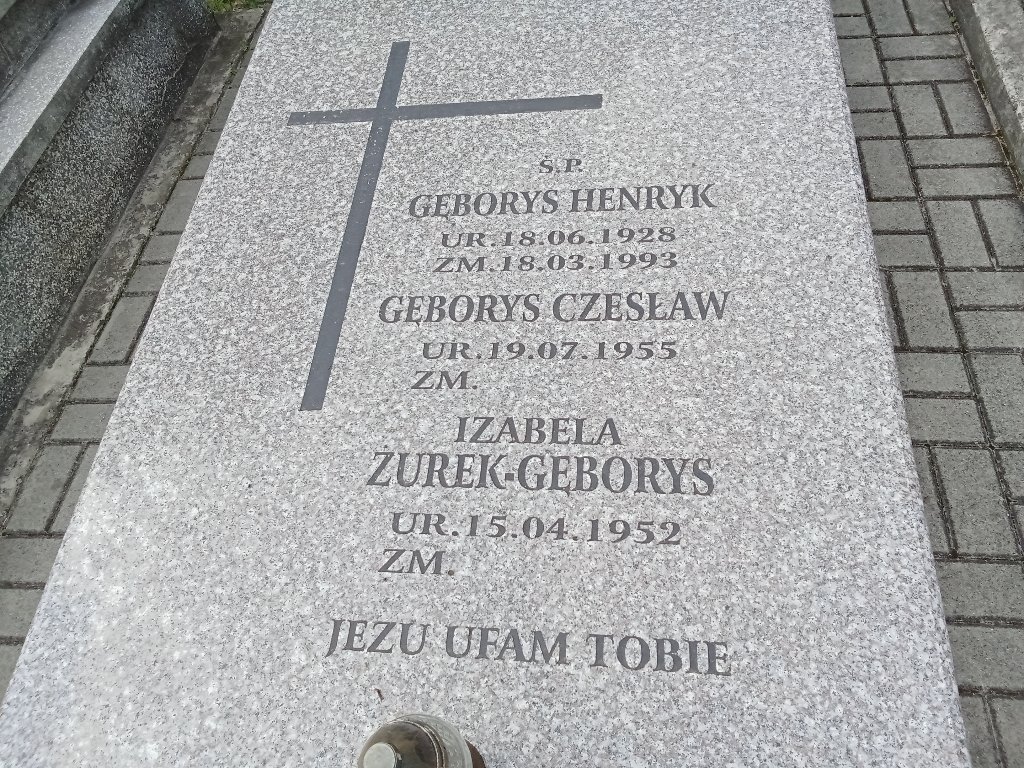 Ś.P.
GĘBORYS HENRYK
UR.18.06.1928
ZM.18.03.1993
GĘBORYS CZESŁAW
UR.19.07.1955
ZM.
IZABELA
ŻUREK-GĘBORYS
UR.15.04.1952
ZM.
JEZU UFAM TOBIE